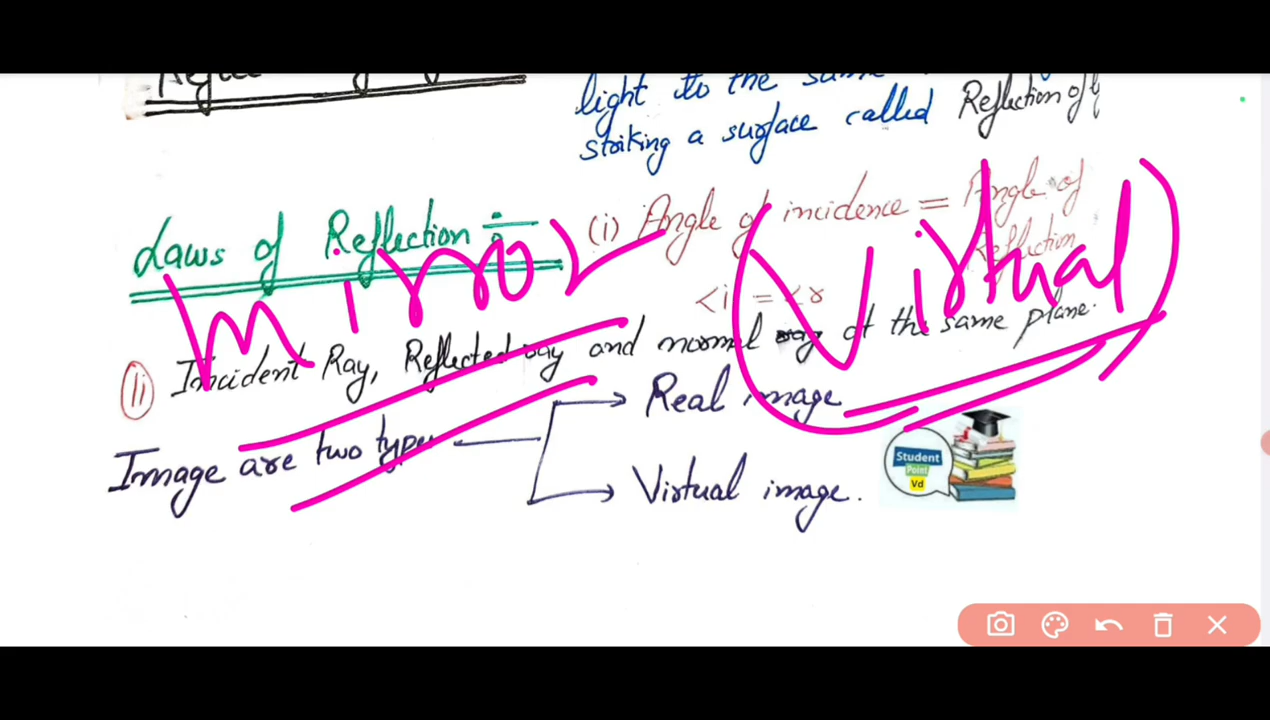 light to the same
striking a surface called Reflection of
Laws of Reflection ÷
(i) Angle of incidence = Angle of
Reflection
<i = <r
mirror
(Virtual)
(ii) Incident Ray, Reflected ray and normal at the same plane.
Image are two types
Real image
Virtual image.
Student
Point
Vd